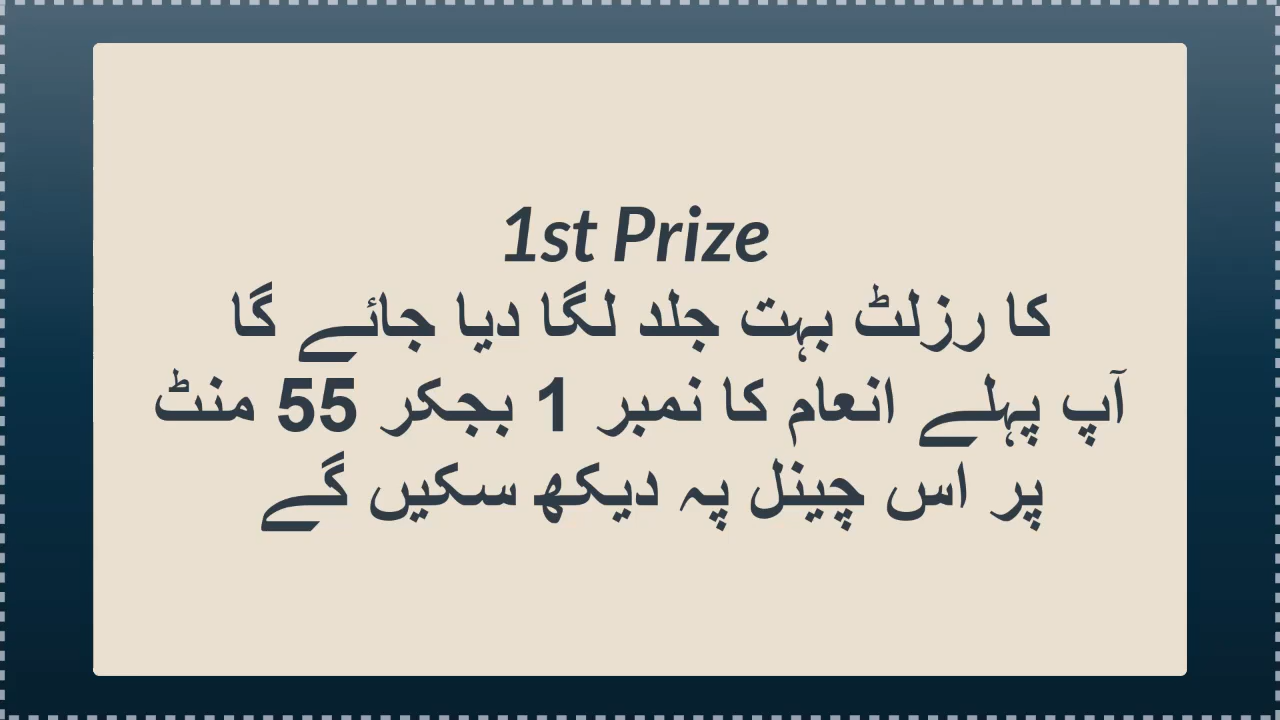 1st Prize
کا رزلٹ بہت جلد لگا دیا جائے گا
آپ پہلے انعام کا نمبر 1 بجکر 55 منٹ
پر اس چینل پہ دیکھ سکیں گے